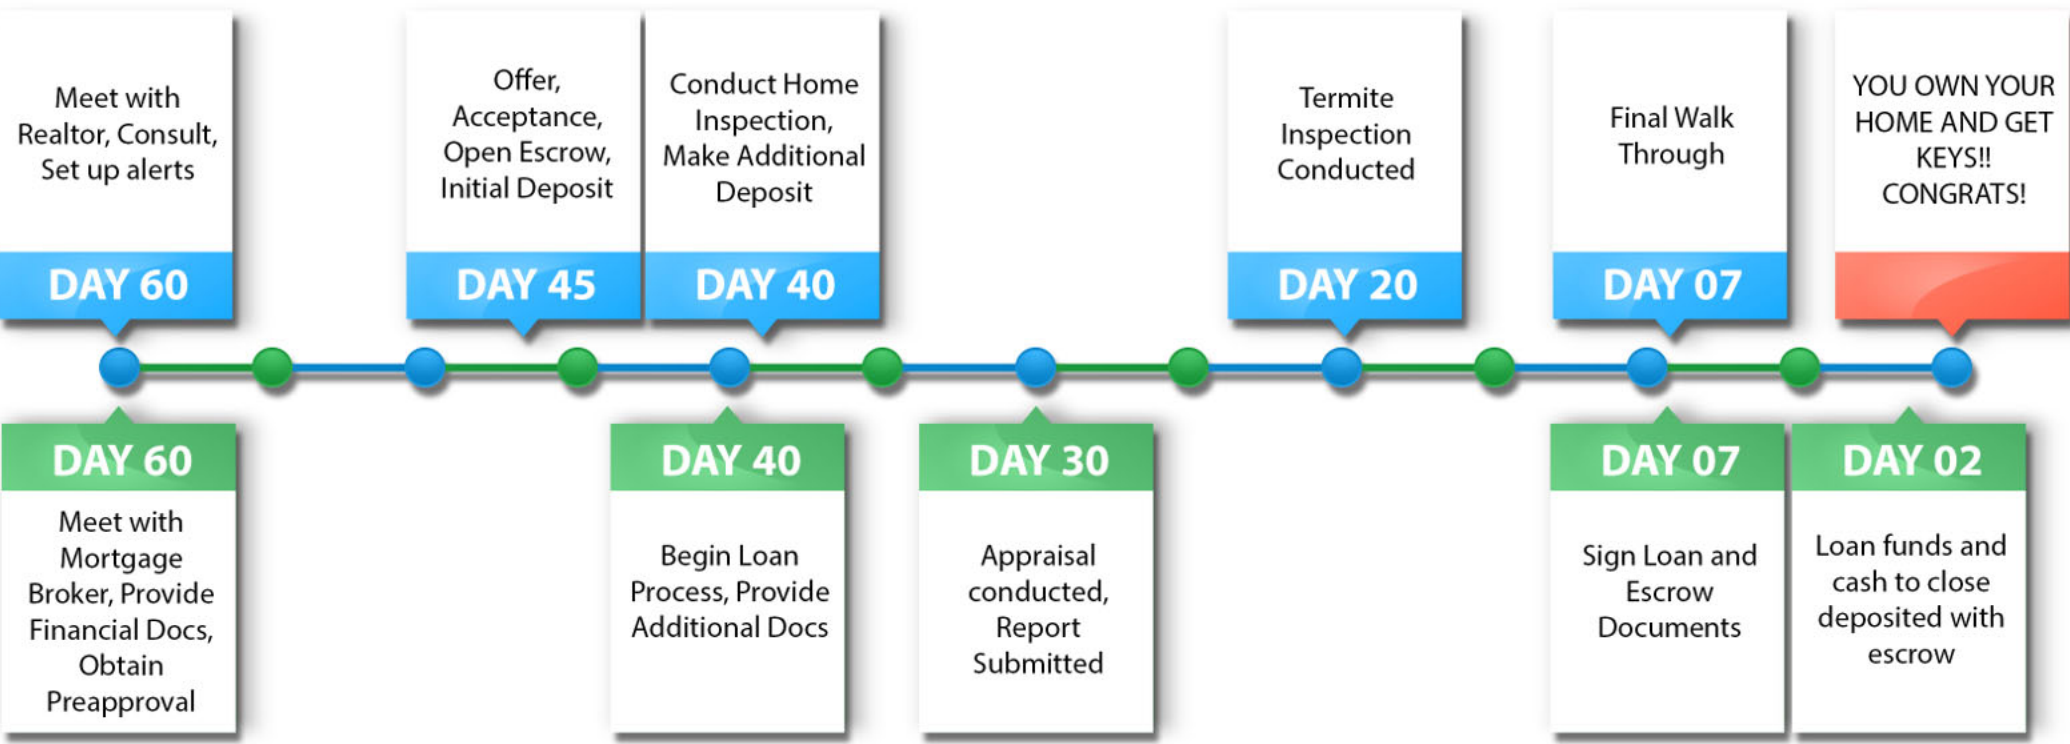 Meet with
Realtor, Consult,
Set up alerts
DAY 60
Offer,
Acceptance,
Open Escrow,
Initial Deposit
DAY 45
Conduct Home
Inspection,
Make Additional
Deposit
DAY 40
Termite
Inspection
Conducted
DAY 20
Final Walk
Through
DAY 07
YOU OWN YOUR
HOME AND GET
KEYS!!
CONGRATS!
DAY 60
Meet with
Mortgage
Broker, Provide
Financial Docs,
Obtain
Preapproval
DAY 40
Begin Loan
Process, Provide
Additional Docs
DAY 30
Appraisal
conducted,
Report
Submitted
DAY 07
Sign Loan and
Escrow
Documents
DAY 02
Loan funds and
cash to close
deposited with
escrow